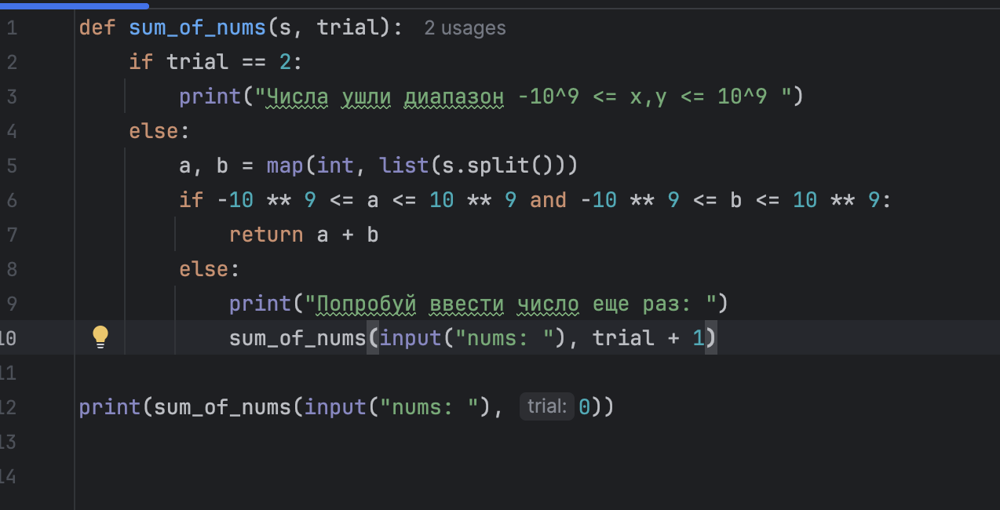 1 def sum_of_nums(s, trial): 2 usages
2 if trial == 2:
3 print("Числа ушли диапазон -10^9 <= x,y <= 10^9 ")
4 else:
5 a, b = map(int, list(s.split()))
6 if -10 ** 9 <= a <= 10 ** 9 and -10 ** 9 <= b <= 10 ** 9:
7 return a + b
8 else:
9 print("Попробуй ввести число еще раз: ")
10 sum_of_nums(input("nums: "), trial + 1)
11
12 print(sum_of_nums(input("nums: "), trial: 0))
13
14